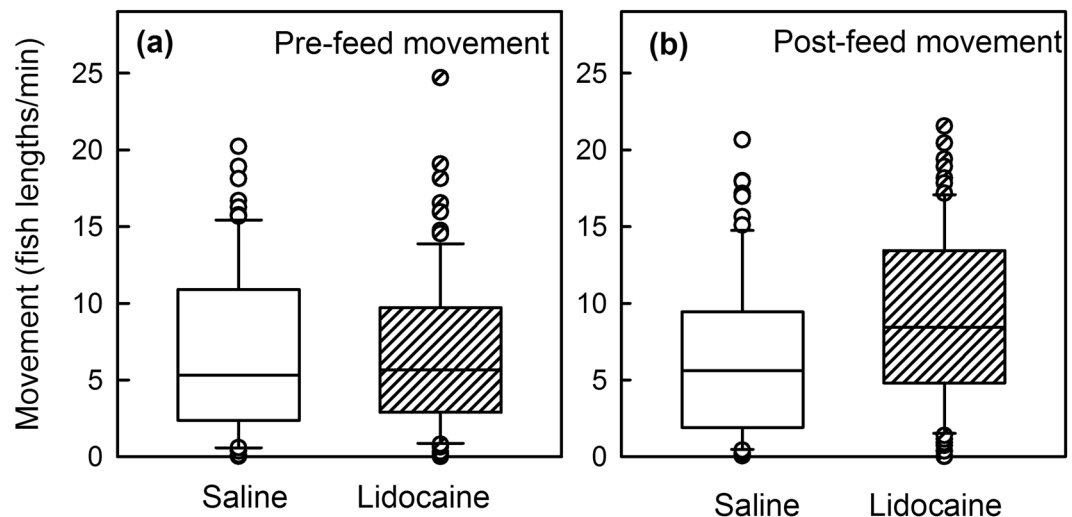 (a) Pre-feed movement
(b) Post-feed movement
Movement (fish lengths/min)
25
20
15
10
5
0
25
20
15
10
5
0
Saline Lidocaine
Saline Lidocaine